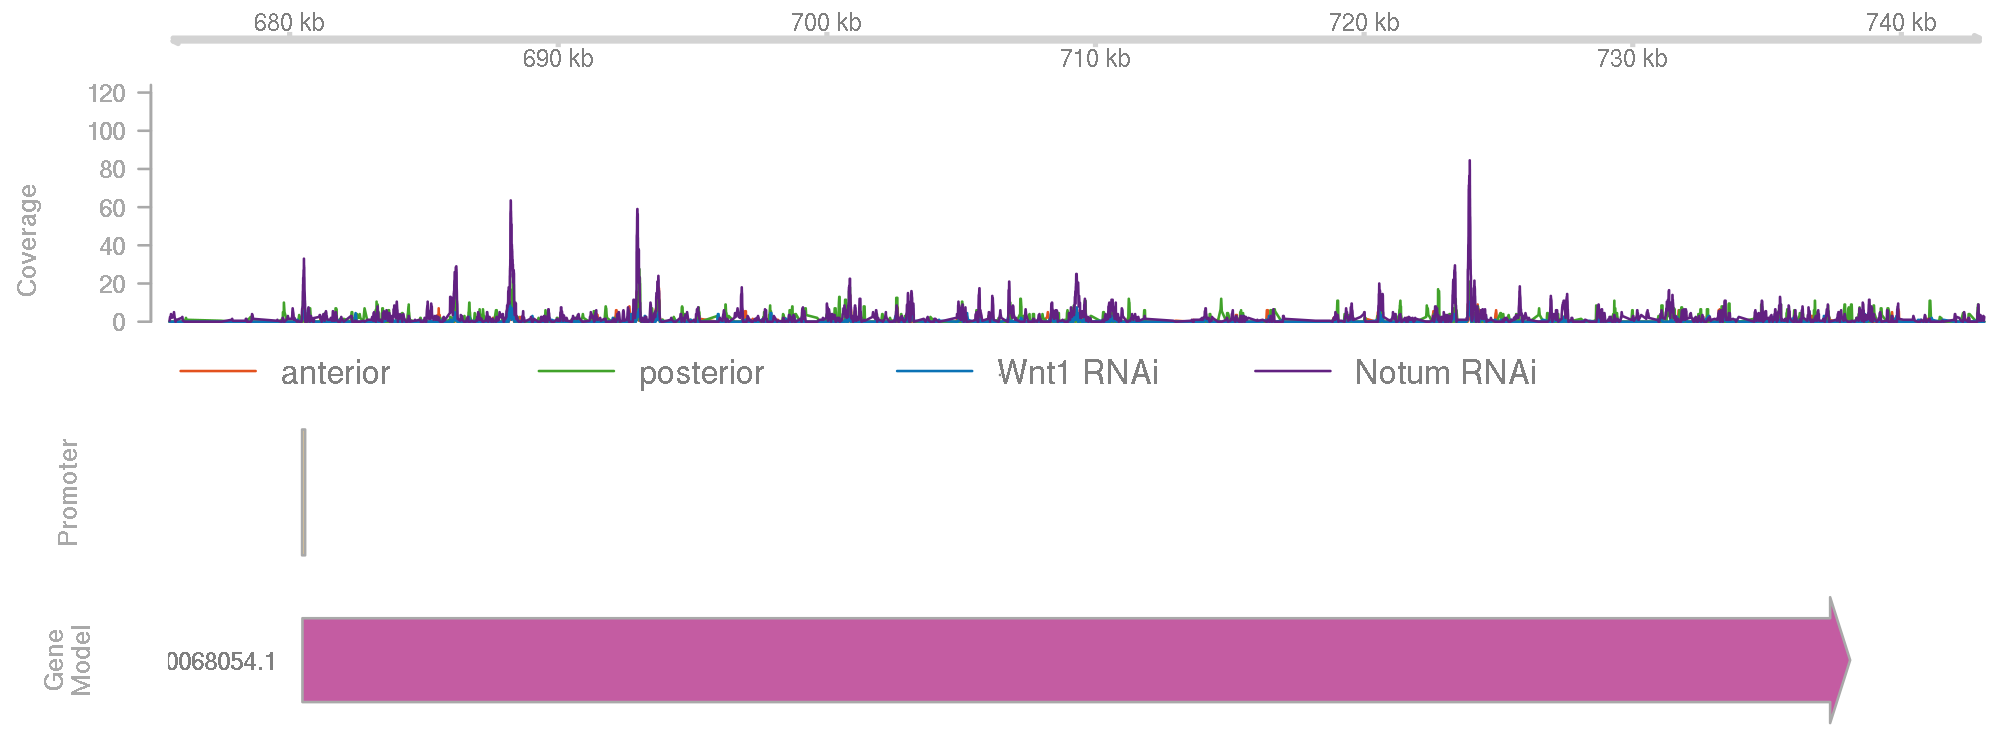 680 kb 700 kb 720 kb 740 kb
690 kb 710 kb 730 kb
120
100
80
60
40
20
0
Coverage
anterior posterior Wnt1 RNAi Notum RNAi
Promoter
Gene
Model
0068054.1